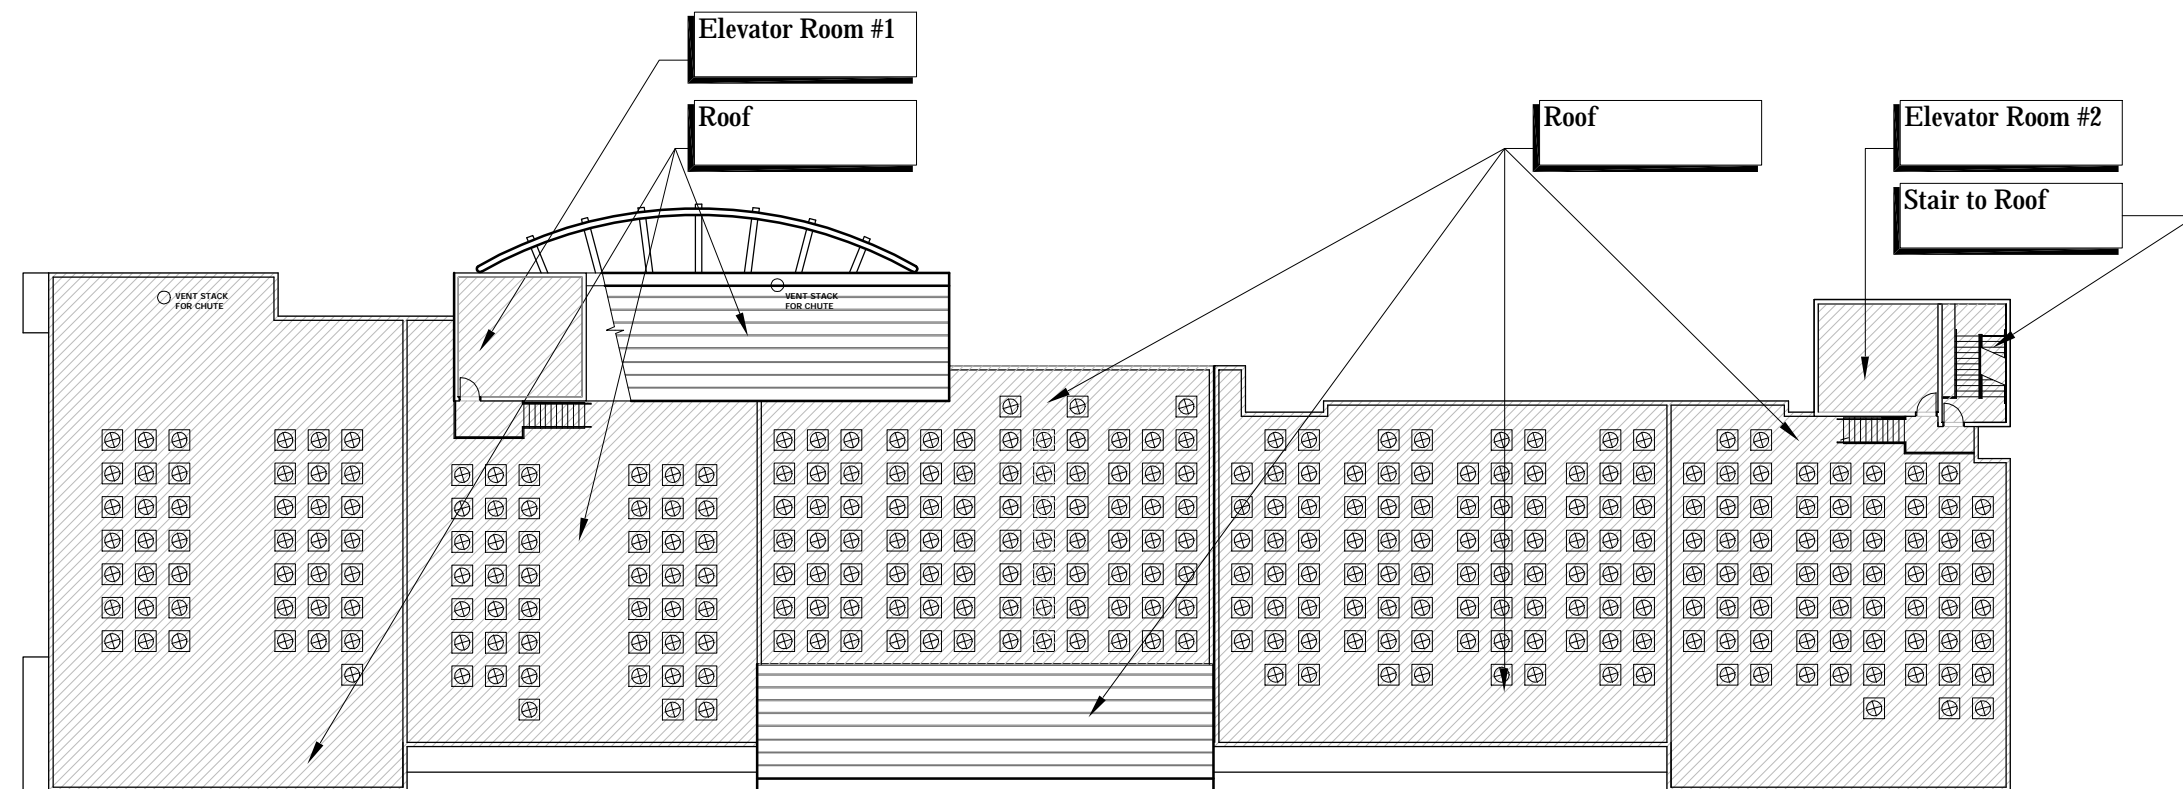 Elevator Room #1
Roof
Roof
Elevator Room #2
Stair to Roof
VENT STACK
FOR CHUTE
VENT STACK
FOR CHUTE